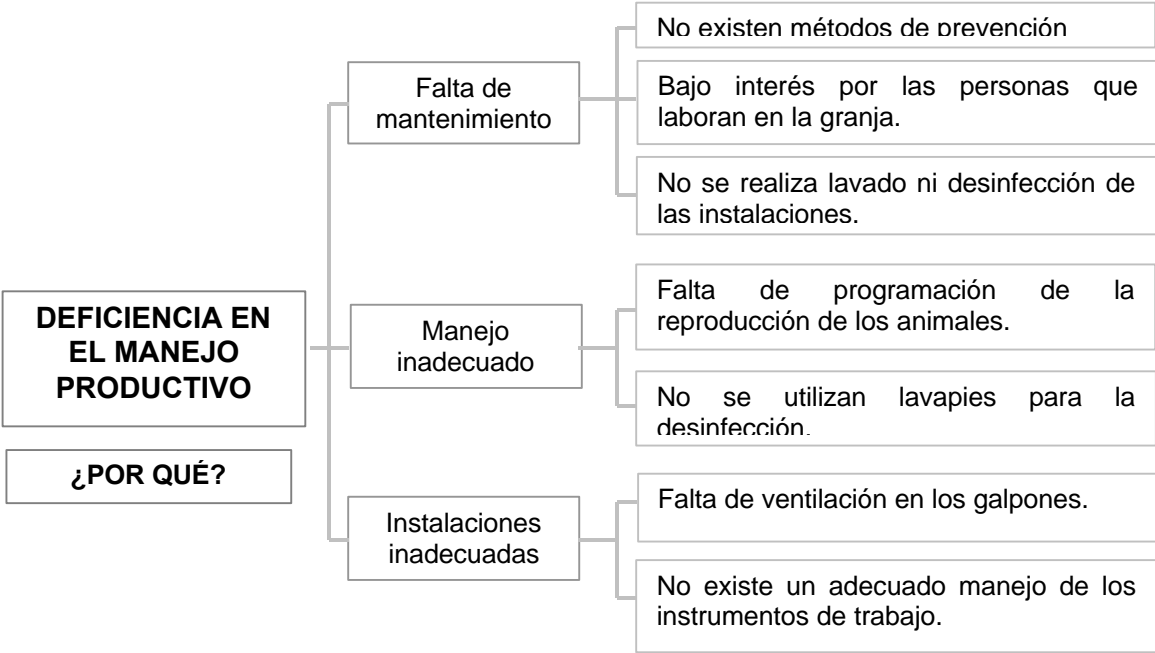 No existen métodos de prevención
Falta de
mantenimiento
Bajo interés por las personas que
laboran en la granja.
No se realiza lavado ni desinfección de
las instalaciones.
DEFICIENCIA EN
EL MANEJO
PRODUCTIVO
¿POR QUÉ?
Manejo
inadecuado
Falta de programación de la
reproducción de los animales.
No se utilizan lavapies para la
desinfección.
Instalaciones
inadecuadas
Falta de ventilación en los galpones.
No existe un adecuado manejo de los
instrumentos de trabajo.